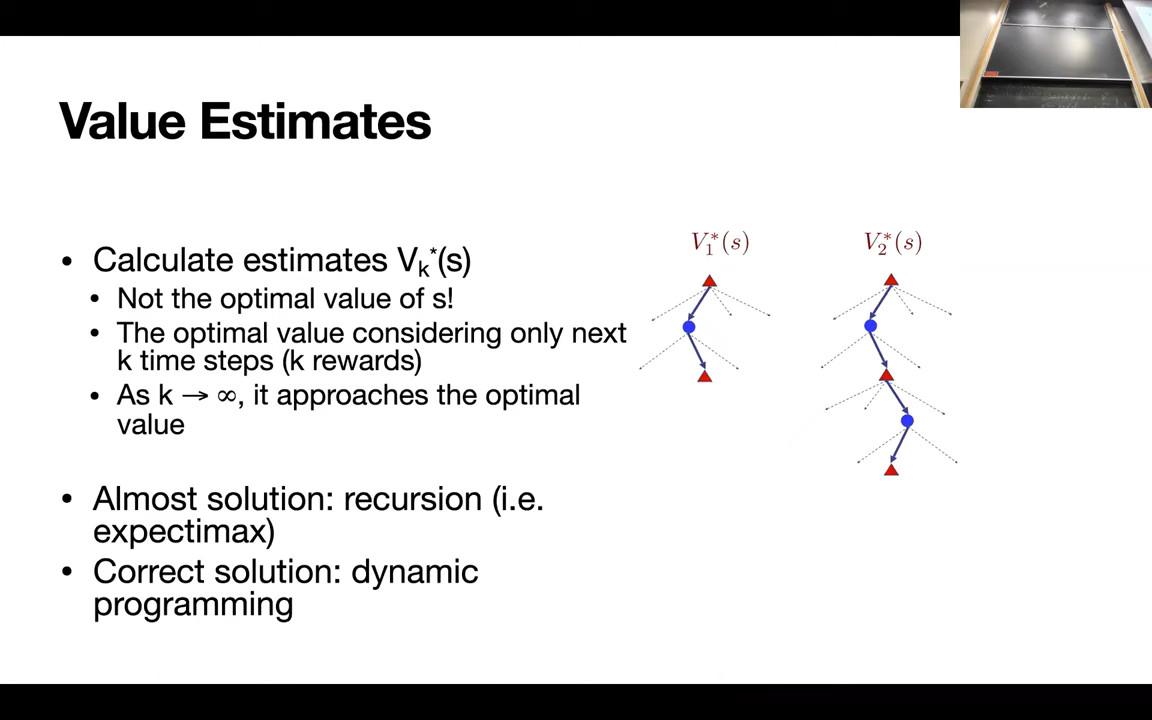 Value Estimates
• Calculate estimates Vk*(s)
• Not the optimal value of s!
• The optimal value considering only next
k time steps (k rewards)
• As k → ∞, it approaches the optimal
value
• Almost solution: recursion (i.e.
expectimax)
• Correct solution: dynamic
programming
V1*(s)
V2*(s)